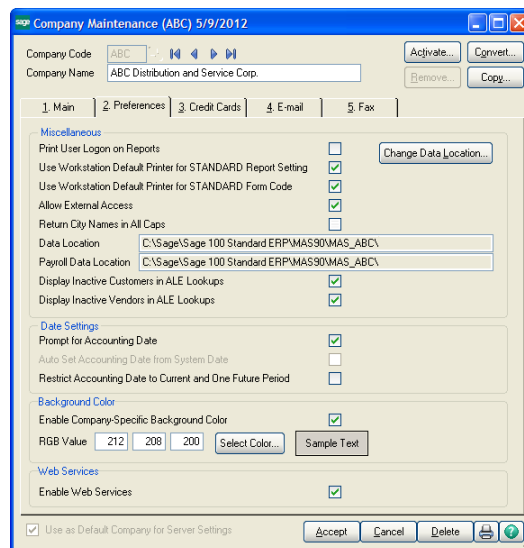 sage Company Maintenance (ABC) 5/9/2012
Company Code ABC
Activate... Convert...
Company Name ABC Distribution and Service Corp.
Remove... Copy...
1. Main 2. Preferences 3. Credit Cards 4. E-mail 5. Fax
Miscellaneous
Print User Logon on Reports
Change Data Location...
Use Workstation Default Printer for STANDARD Report Setting
Use Workstation Default Printer for STANDARD Form Code
Allow External Access
Return City Names in All Caps
Data Location C:\Sage\Sage 100 Standard ERP\MAS90\MAS_ABC\
Payroll Data Location C:\Sage\Sage 100 Standard ERP\MAS90\MAS_ABC\
Display Inactive Customers in ALE Lookups
Display Inactive Vendors in ALE Lookups
Date Settings
Prompt for Accounting Date
Auto Set Accounting Date from System Date
Restrict Accounting Date to Current and One Future Period
Background Color
Enable Company-Specific Background Color
RGB Value 212 208 200 Select Color... Sample Text
Web Services
Enable Web Services
Use as Default Company for Server Settings
Accept Cancel Delete